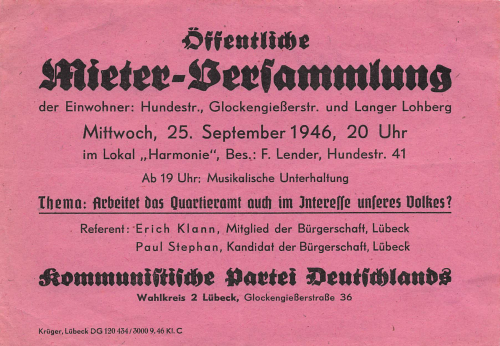 Öffentliche
Mieter-Versammlung
der Einwohner: Hundestr., Glockengießerstr. und Langer Lohberg
Mittwoch, 25. September 1946, 20 Uhr
im Lokal „Harmonie“, Bes.: F. Lender, Hundestr. 41
Ab 19 Uhr: Musikalische Unterhaltung
Thema: Arbeitet das Quartieramt auch im Interesse unseres Volkes?
Referent: Erich Klann, Mitglied der Bürgerschaft, Lübeck
Paul Stephan, Kandidat der Bürgerschaft, Lübeck
Kommunistische Partei Deutschlands
Wahlkreis 2 Lübeck, Glockengießerstraße 36
Krüger, Lübeck DG 120 434/3000 9. 46 Kl. C